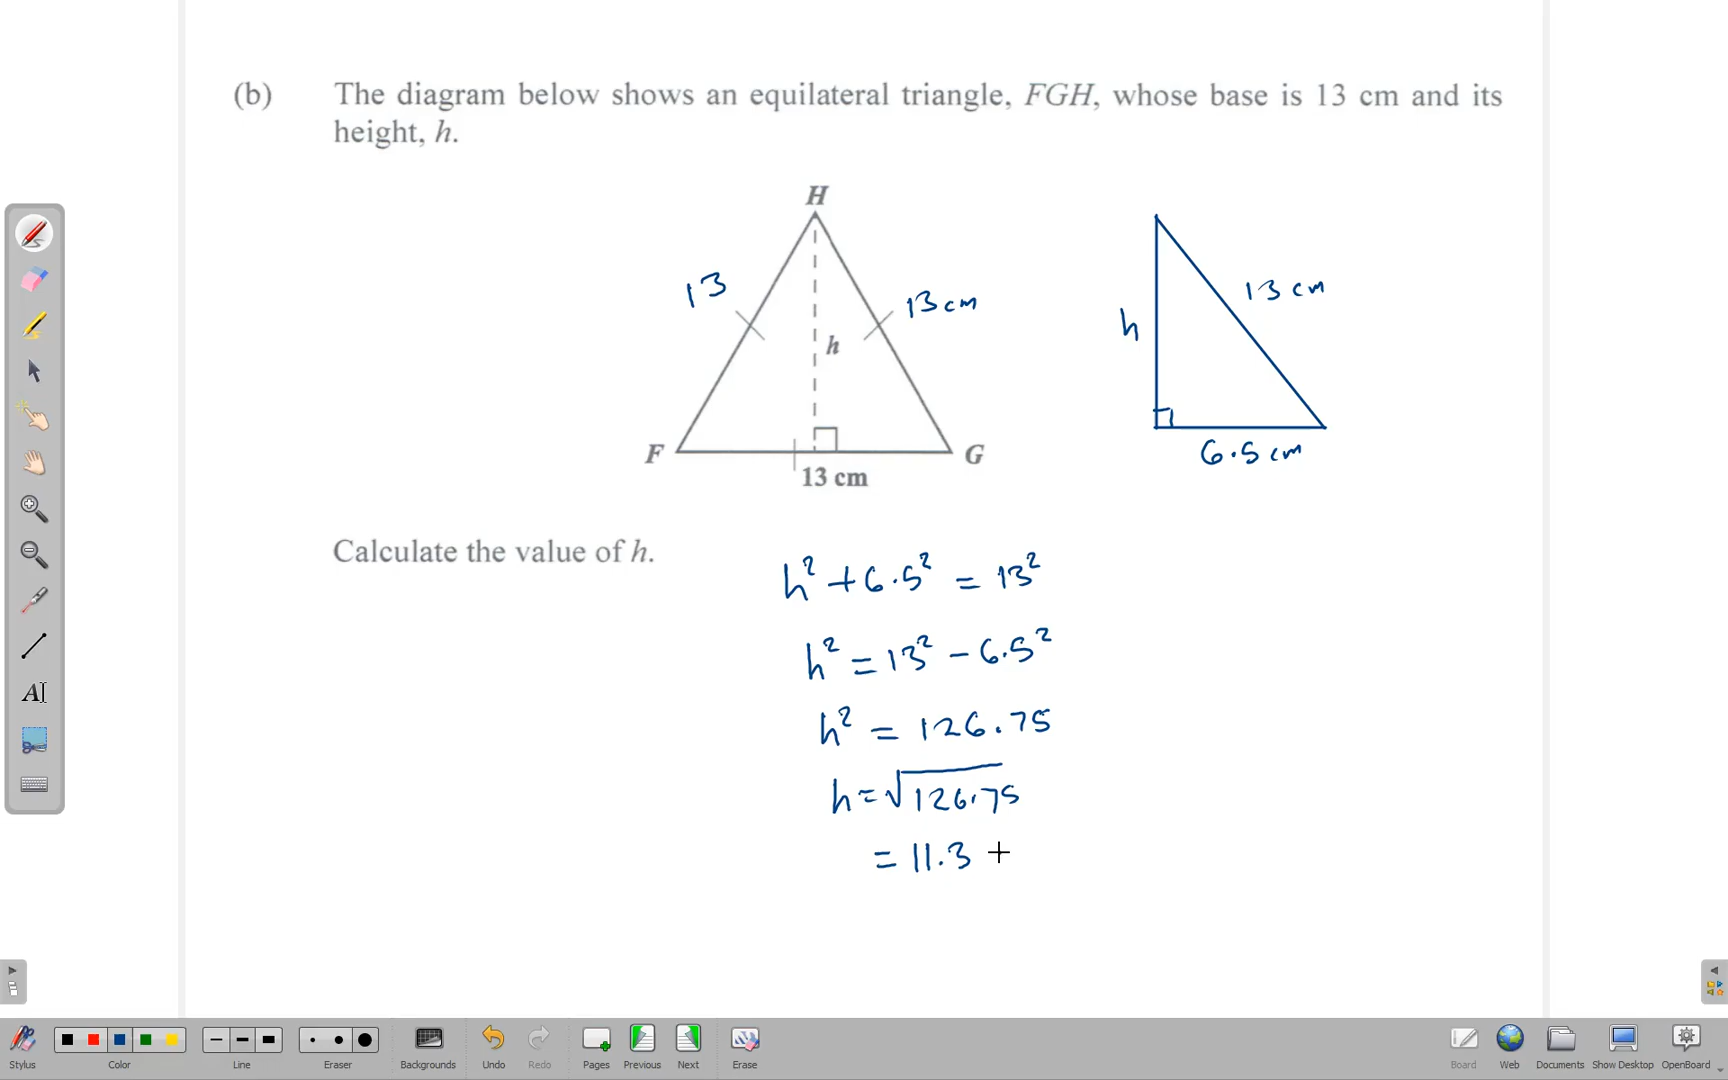 (b) The diagram below shows an equilateral triangle, FGH, whose base is 13 cm and its
height, h.
H
13
13 cm
h
F
G
13 cm
h
13 cm
6.5 cm
Calculate the value of h.
h² + 6.5² = 13²
h² = 13² - 6.5²
h² = 126.75
h = √126.75
= 11.3
AI
Stylus
Color
Line
Eraser
Backgrounds
Undo
Redo
Pages
Previous
Next
Erase
Board
Web
Documents
Show Desktop
OpenBoard